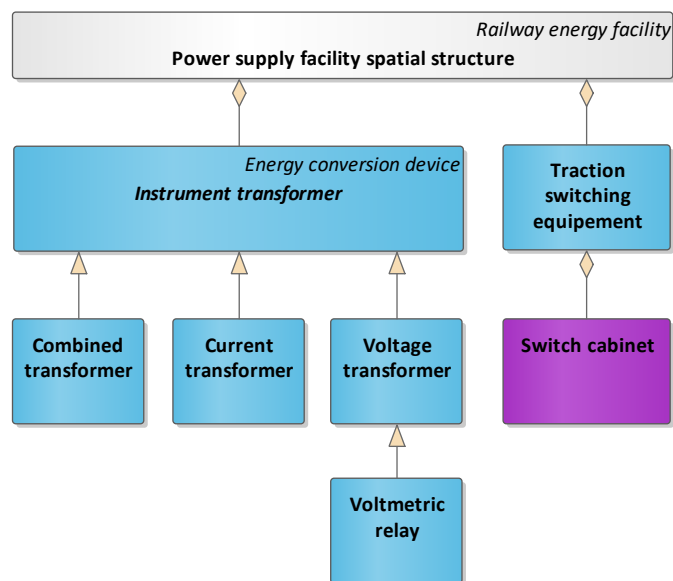 Railway energy facility
Power supply facility spatial structure
Energy conversion device
Instrument transformer
Traction
switching
equipement
Combined
transformer
Current
transformer
Voltage
transformer
Switch cabinet
Voltmetric
relay